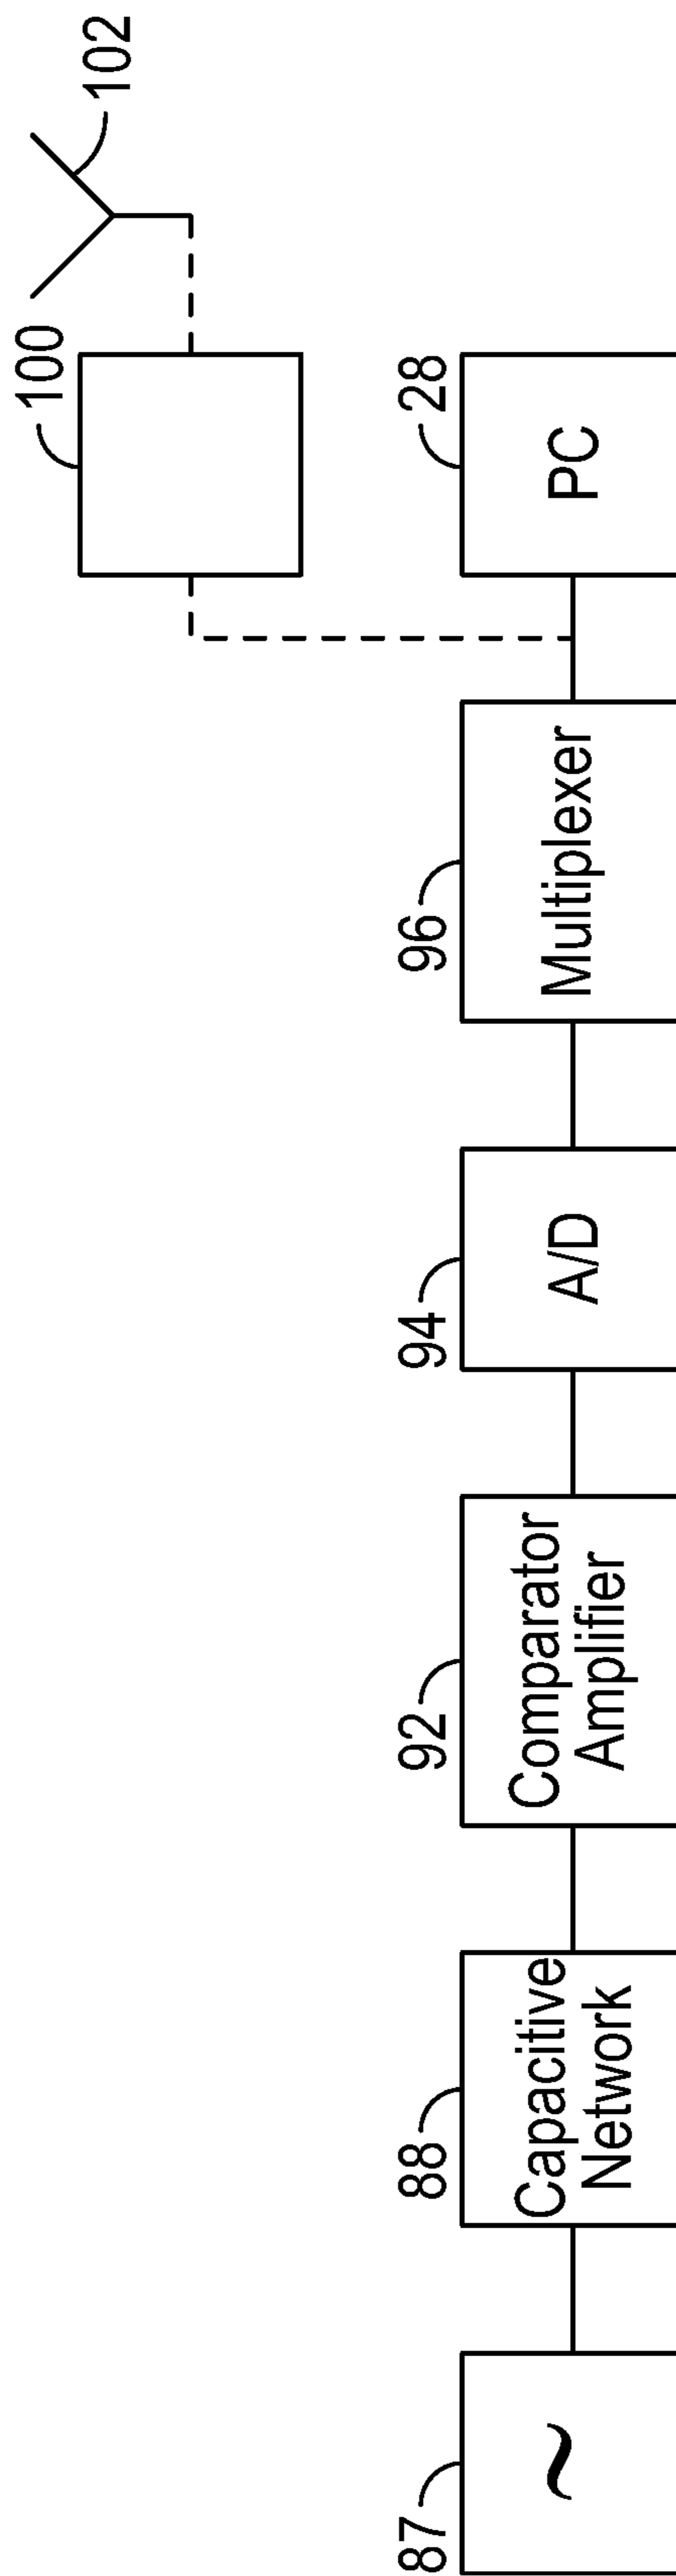 100
102
87
~
88
Capacitive
Network
92
Comparator
Amplifier
94
A/D
96
Multiplexer
28
PC